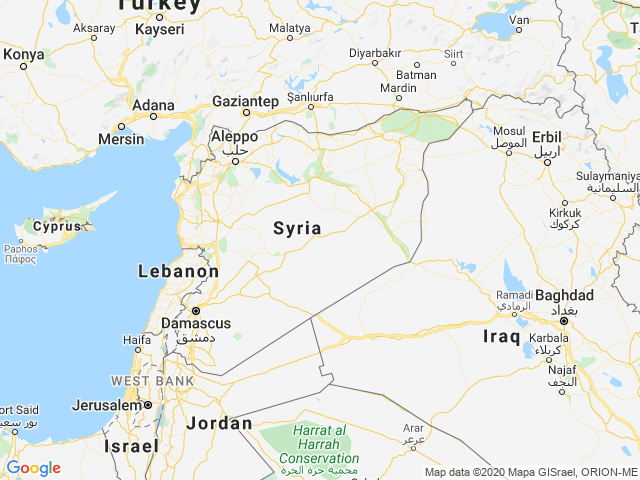 Turkey
Aksaray
Kayseri
Malatya
Van
Konya
Diyarbakır
Siirt
Batman
Mardin
Adana
Gaziantep
Şanlıurfa
Mersin
Aleppo
حلب
Mosul
الموصل
Erbil
اربيل
Sulaymaniya
السليمانية
Kirkuk
كركوك
Cyprus
Paphos
Πάφος
Syria
Lebanon
Ramadi
الرمادي
Baghdad
بغداد
Damascus
دمشق
Haifa
Iraq
Karbala
كربلاء
Najaf
النجف
WEST BANK
Jerusalem
ort Said
بور سعيد
Jordan
Israel
Harrat al
Harrah
Conservation
محمية حرة الحرة
Arar
عرعر
Sakaka
Google
Map data ©2020 Mapa GISrael, ORION-ME